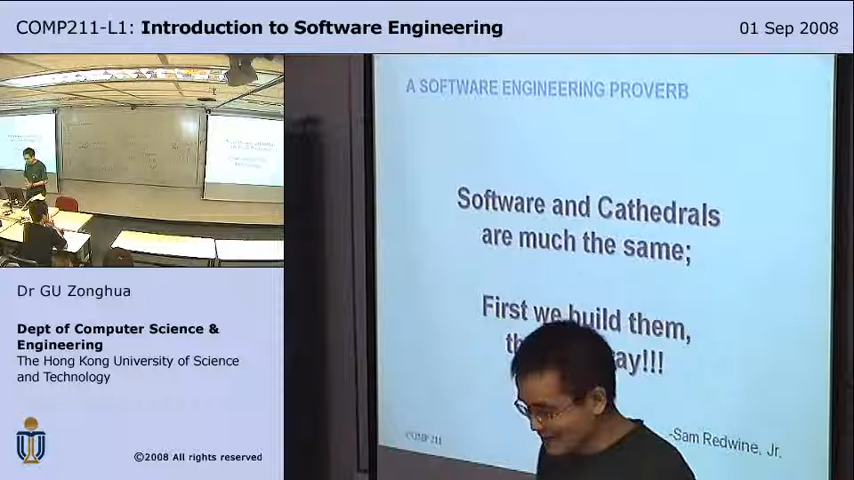 COMP211-L1: Introduction to Software Engineering
01 Sep 2008
A SOFTWARE ENGINEERING PROVERB
Software and Cathedrals
are much the same;
First we build them,
-Sam Redwine, Jr.
COMP 211
Dr GU Zonghua
Dept of Computer Science &
Engineering
The Hong Kong University of Science
and Technology
©2008 All rights reserved